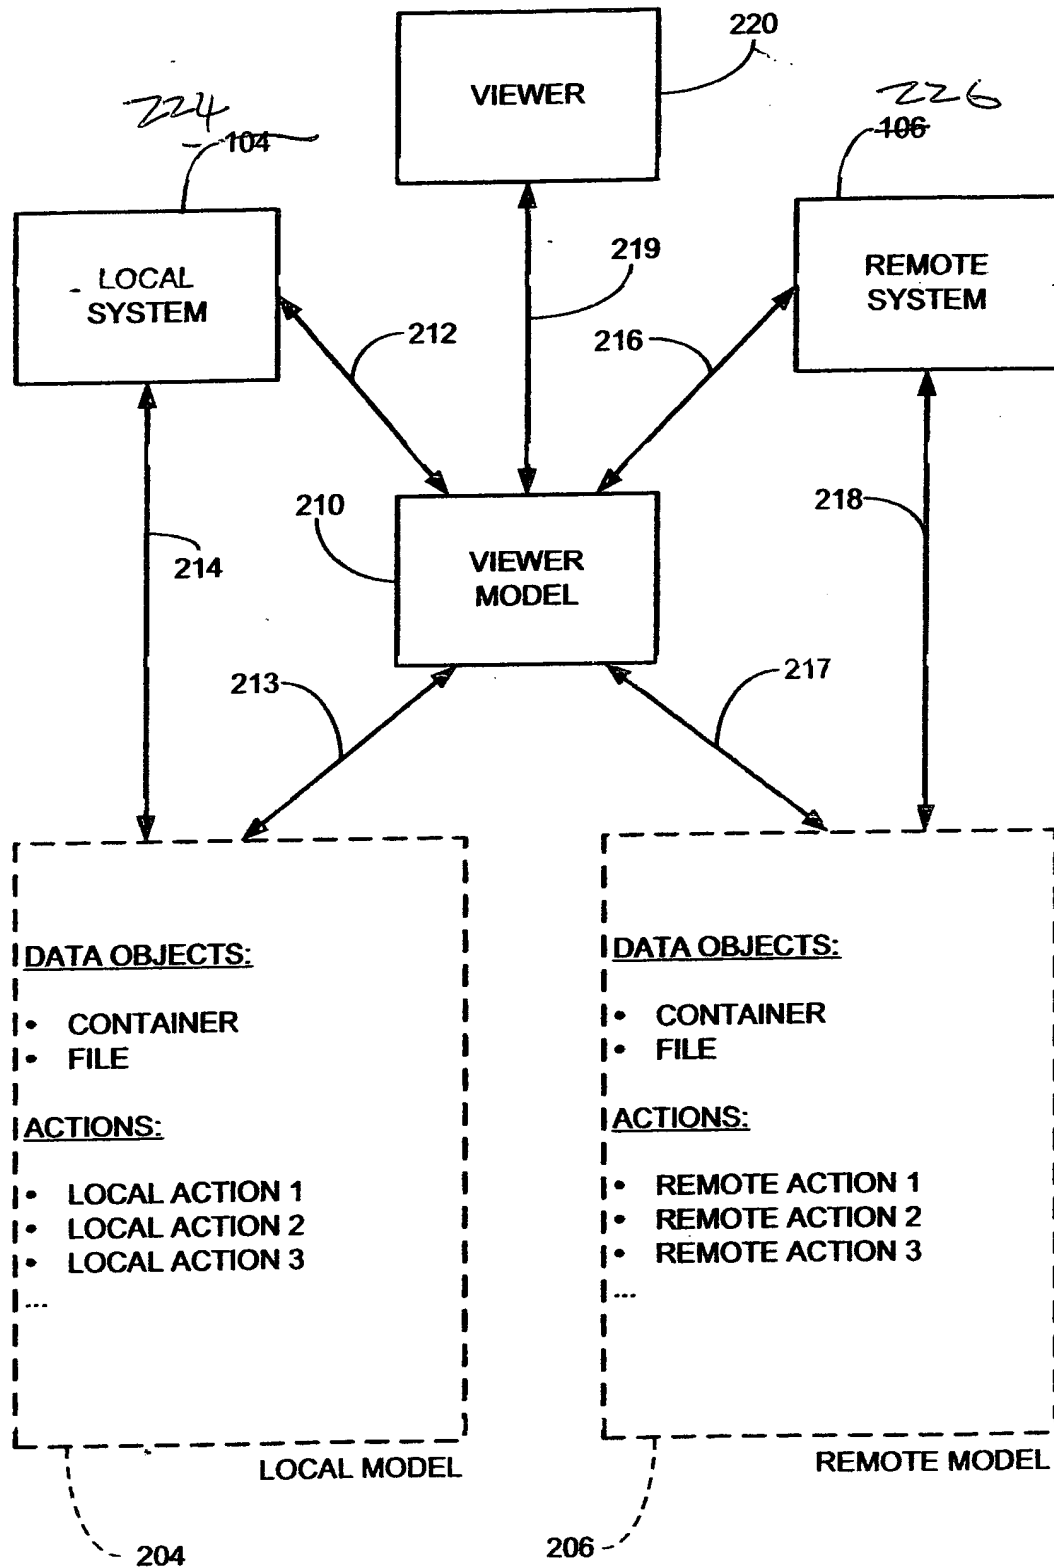 220
VIEWER
224
104
226
106
LOCAL
SYSTEM
219
REMOTE
SYSTEM
212
216
210
VIEWER
MODEL
218
214
213
217
DATA OBJECTS:
• CONTAINER
• FILE
ACTIONS:
• LOCAL ACTION 1
• LOCAL ACTION 2
• LOCAL ACTION 3
...
LOCAL MODEL
204
DATA OBJECTS:
• CONTAINER
• FILE
ACTIONS:
• REMOTE ACTION 1
• REMOTE ACTION 2
• REMOTE ACTION 3
...
REMOTE MODEL
206